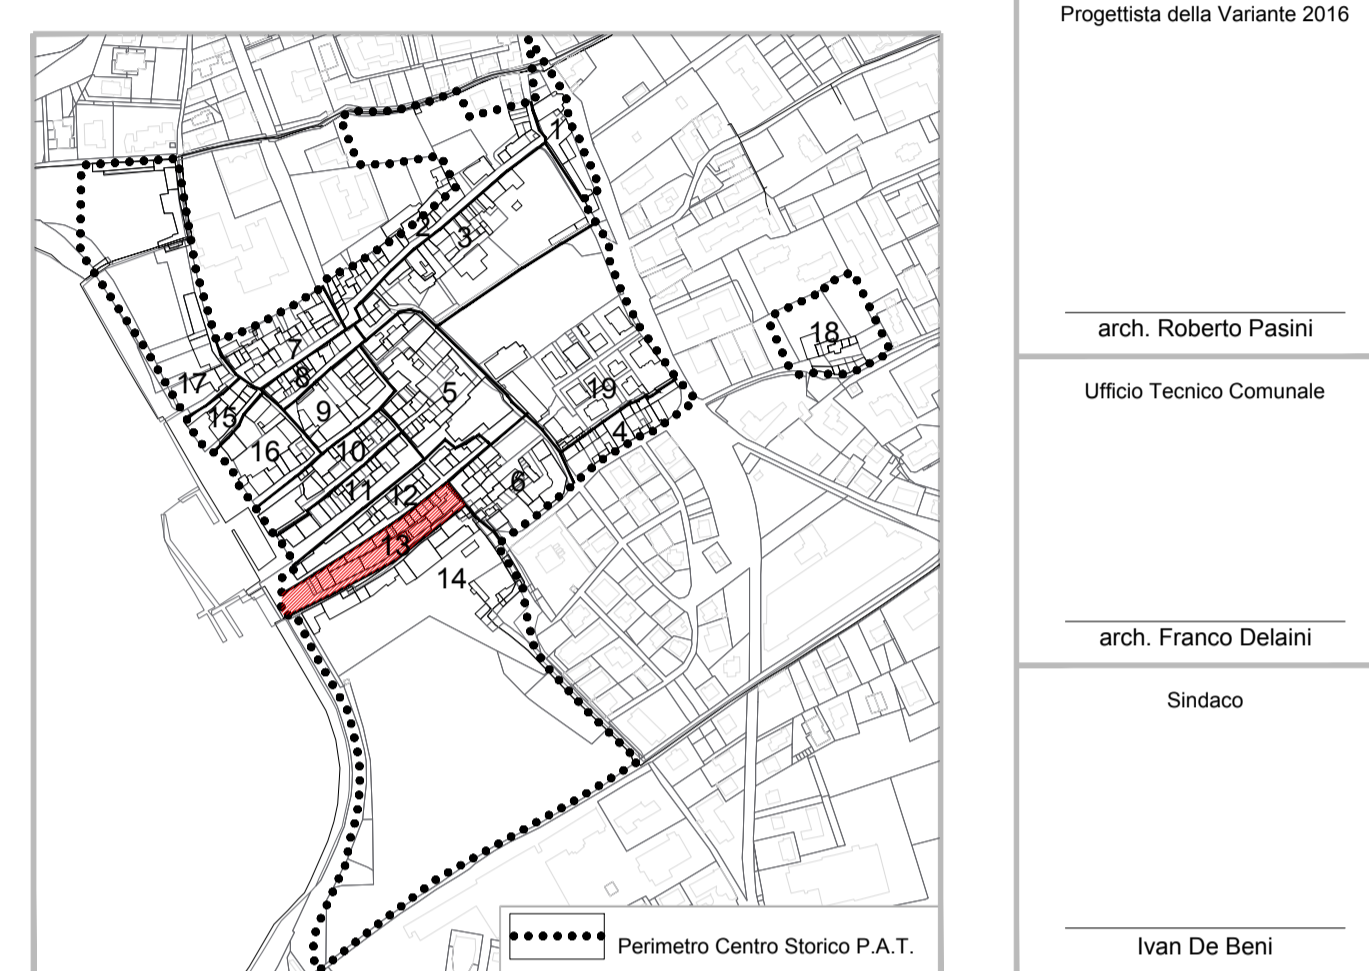 1
2
3
7
8
5
18
17
15
9
19
16
10
4
11
12
6
13
14
Perimetro Centro Storico P.A.T.
Progettista della Variante 2016
arch. Roberto Pasini
Ufficio Tecnico Comunale
arch. Franco Delaini
Sindaco
Ivan De Beni